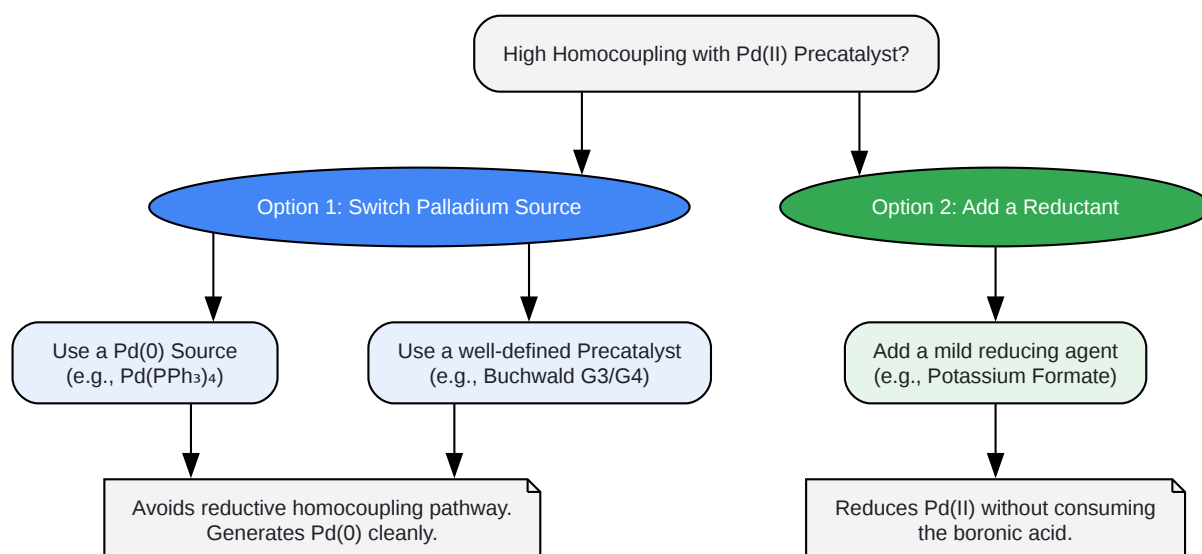 High Homocoupling with Pd(II) Precatalyst?
Option 1: Switch Palladium Source
Option 2: Add a Reductant
Use a Pd(0) Source
(e.g., Pd(PPh₃)₄)
Use a well-defined Precatalyst
(e.g., Buchwald G3/G4)
Add a mild reducing agent
(e.g., Potassium Formate)
Avoids reductive homocoupling pathway.
Generates Pd(0) cleanly.
Reduces Pd(II) without consuming
the boronic acid.